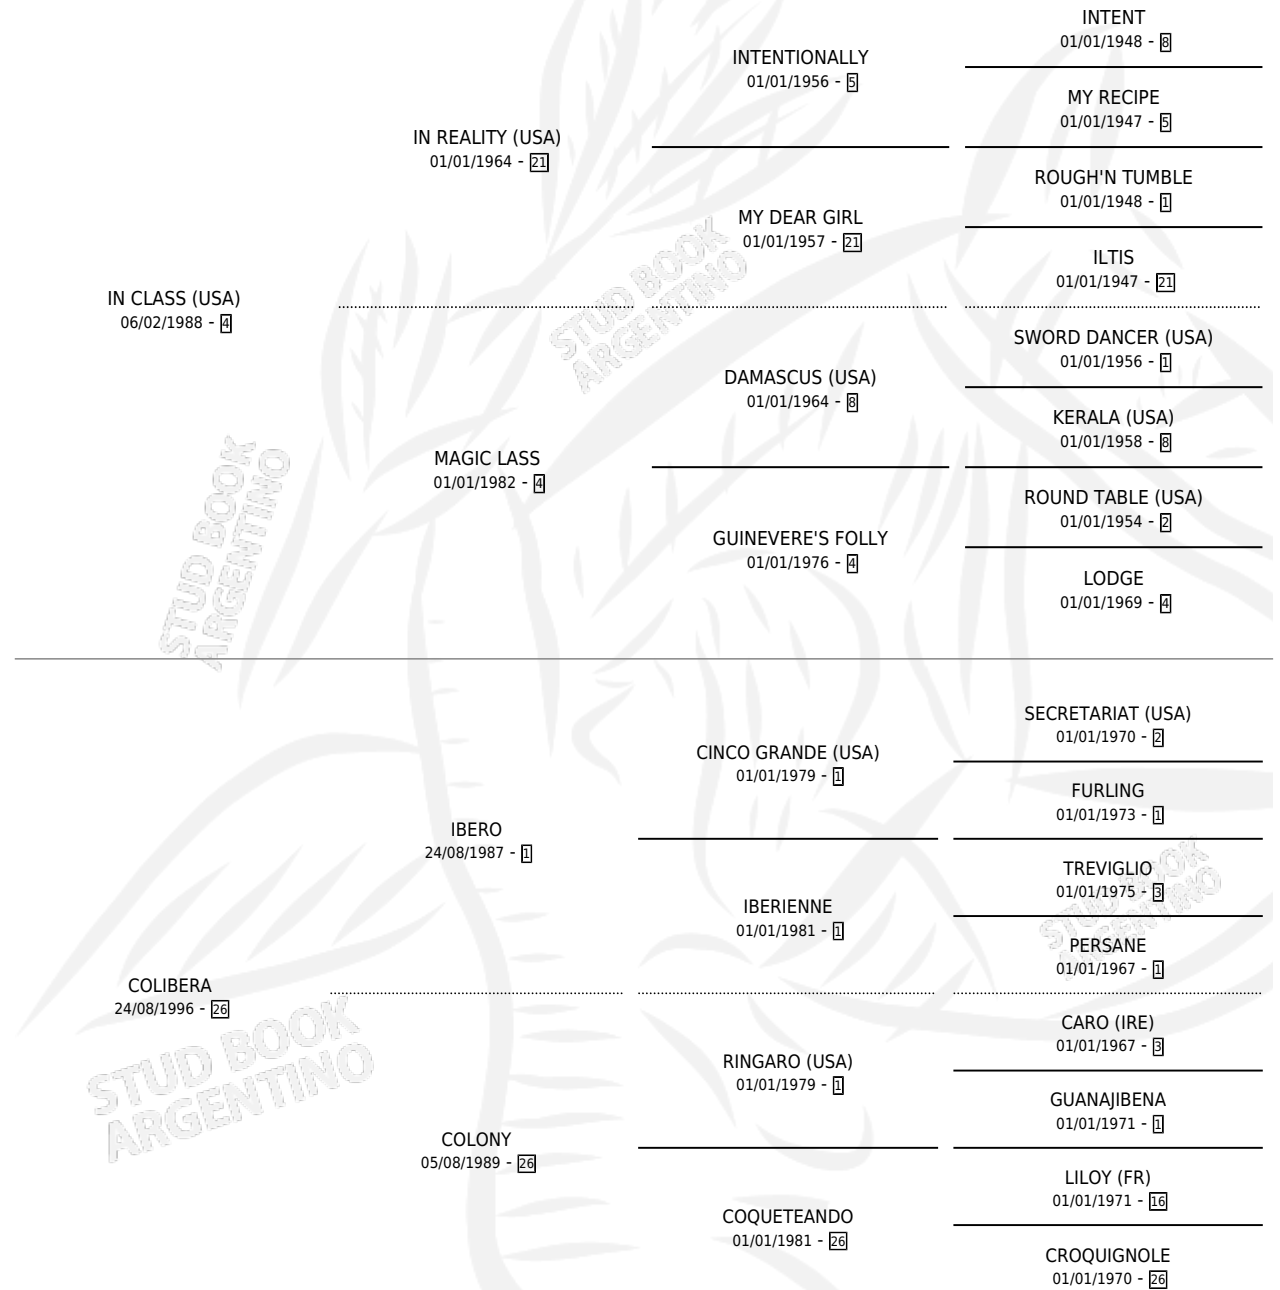 INTENT
01/01/1948 - 8
INTENTIONALLY
01/01/1956 - 5
MY RECIPE
01/01/1947 - 5
IN REALITY (USA)
01/01/1964 - 21
ROUGH'N TUMBLE
01/01/1948 - 1
MY DEAR GIRL
01/01/1957 - 21
ILTIS
01/01/1947 - 21
IN CLASS (USA)
06/02/1988 - 4
SWORD DANCER (USA)
01/01/1956 - 1
DAMASCUS (USA)
01/01/1964 - 8
KERALA (USA)
01/01/1958 - 8
MAGIC LASS
01/01/1982 - 4
ROUND TABLE (USA)
01/01/1954 - 2
GUINEVERE'S FOLLY
01/01/1976 - 4
LODGE
01/01/1969 - 4
SECRETARIAT (USA)
01/01/1970 - 2
CINCO GRANDE (USA)
01/01/1979 - 1
FURLING
01/01/1973 - 1
IBERO
24/08/1987 - 1
TREVIGLIO
01/01/1975 - 3
IBERIENNE
01/01/1981 - 1
PERSANE
01/01/1967 - 1
COLIBERA
24/08/1996 - 26
CARO (IRE)
01/01/1967 - 3
RINGARO (USA)
01/01/1979 - 1
GUANAJIBENA
01/01/1971 - 1
COLONY
05/08/1989 - 26
LILOY (FR)
01/01/1971 - 16
COQUETEANDO
01/01/1981 - 26
CROQUIGNOLE
01/01/1970 - 26
STUD BOOK
ARGENTINO
STUD BOOK
ARGENTINO
STUD BOOK
ARGENTINO
STUD BOOK
ARGENTINO